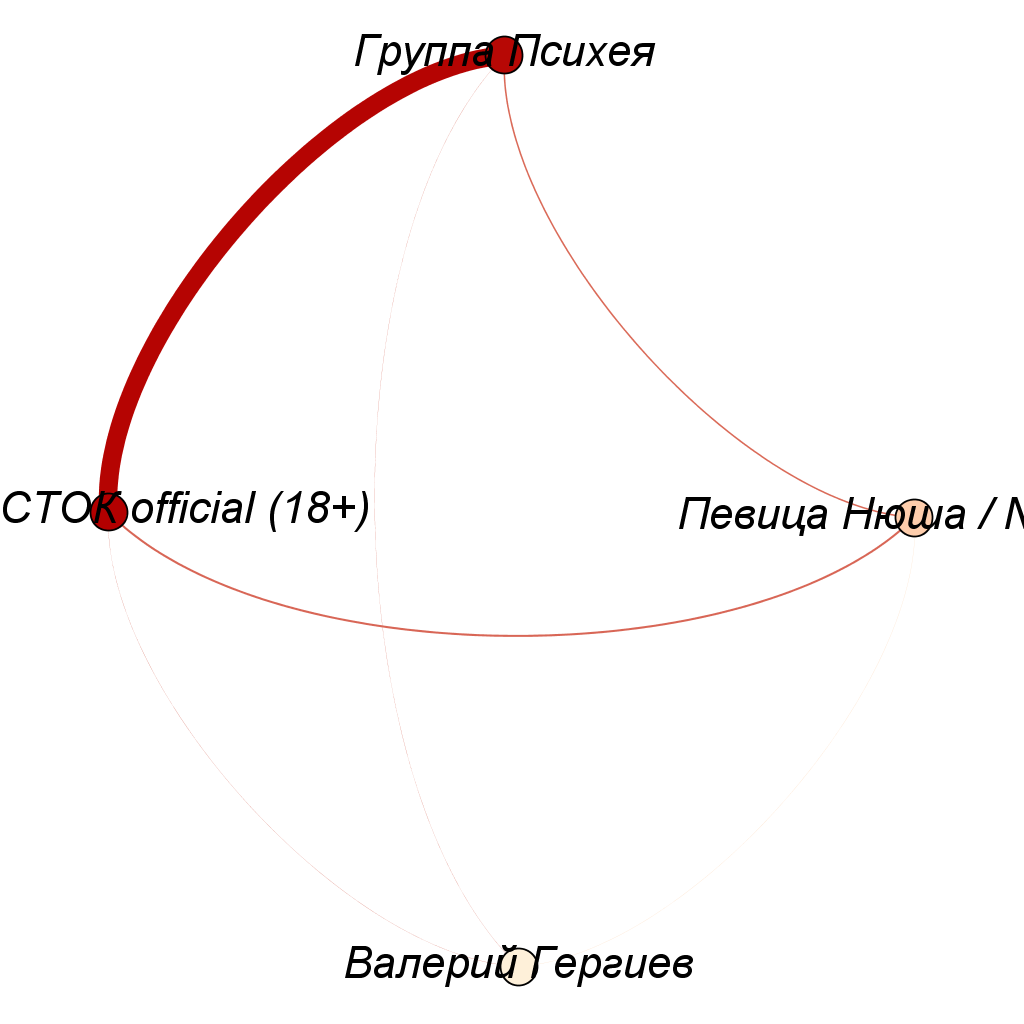 Группа Психея
СТОК official (18+)
Певица Нюша /
Валерий Гергиев